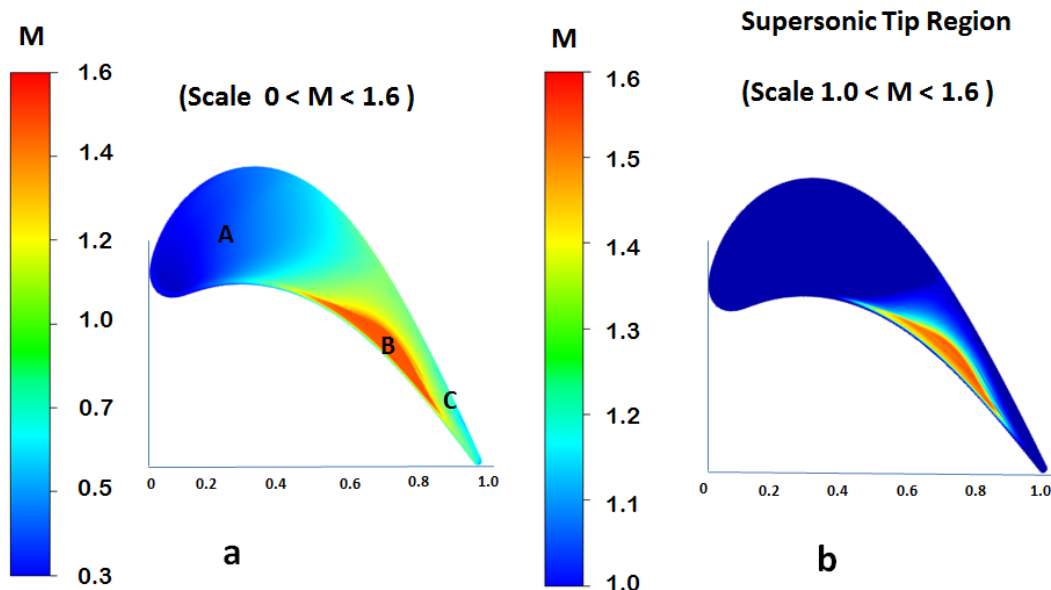 M
(Scale 0 < M < 1.6 )
1.6
1.4
1.2
1.0
0.7
0.5
0.3
A
B
C
0 0.2 0.4 0.6 0.8 1.0
a
Supersonic Tip Region
M
(Scale 1.0 < M < 1.6 )
1.6
1.5
1.4
1.3
1.2
1.1
1.0
0 0.2 0.4 0.6 0.8 1.0
b